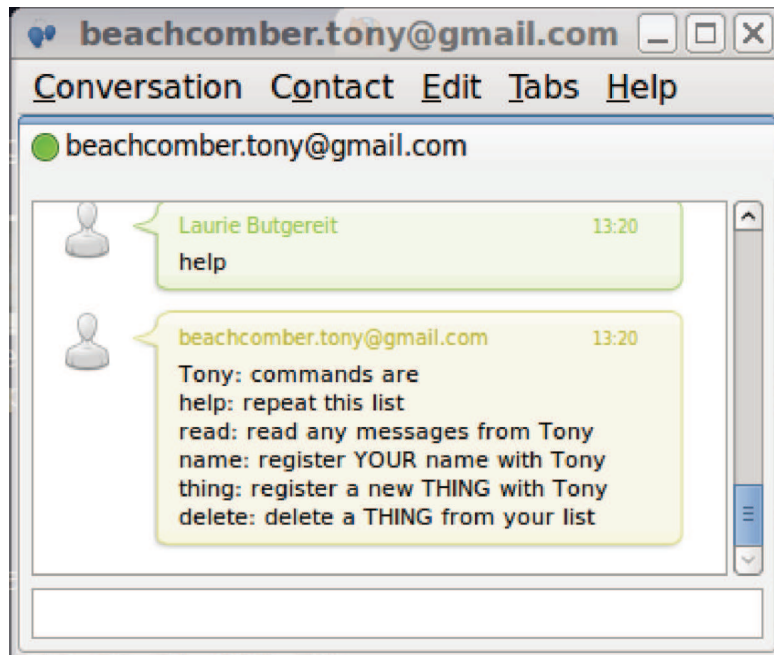 beachcomber.tony@gmail.com
Conversation Contact Edit Tabs Help
beachcomber.tony@gmail.com
Laurie Butgereit 13:20
help
beachcomber.tony@gmail.com 13:20
Tony: commands are
help: repeat this list
read: read any messages from Tony
name: register YOUR name with Tony
thing: register a new THING with Tony
delete: delete a THING from your list